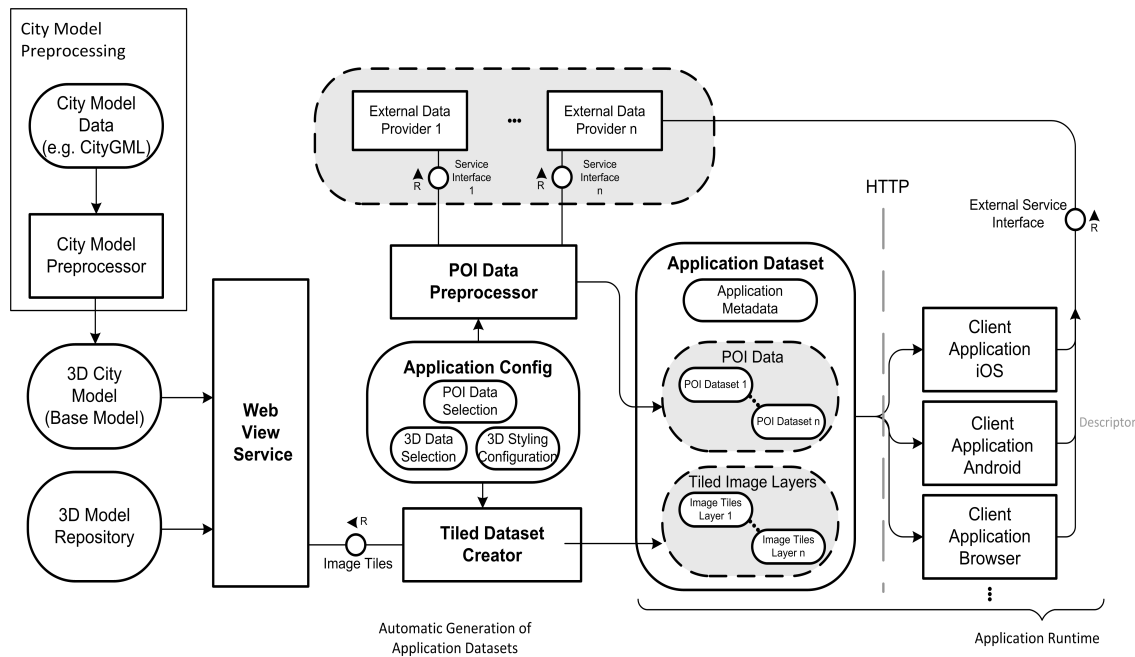 City Model
Preprocessing
City Model
Data
(e.g. CityGML)
City Model
Preprocessor
3D City
Model
(Base Model)
3D Model
Repository
Web
View
Service
R
Image Tiles
External Data
Provider 1
...
External Data
Provider n
R
Service
Interface
1
R
Service
Interface
n
POI Data
Preprocessor
Application Config
POI Data
Selection
3D Data
Selection
3D Styling
Configuration
Tiled Dataset
Creator
Automatic Generation of
Application Datasets
Application Dataset
Application
Metadata
POI Data
POI Dataset 1
POI Dataset n
Tiled Image Layers
Image Tiles
Layer 1
Image Tiles
Layer n
HTTP
External Service
Interface
R
Client
Application
iOS
Client
Application
Android
Descriptor
Client
Application
Browser
Application Runtime